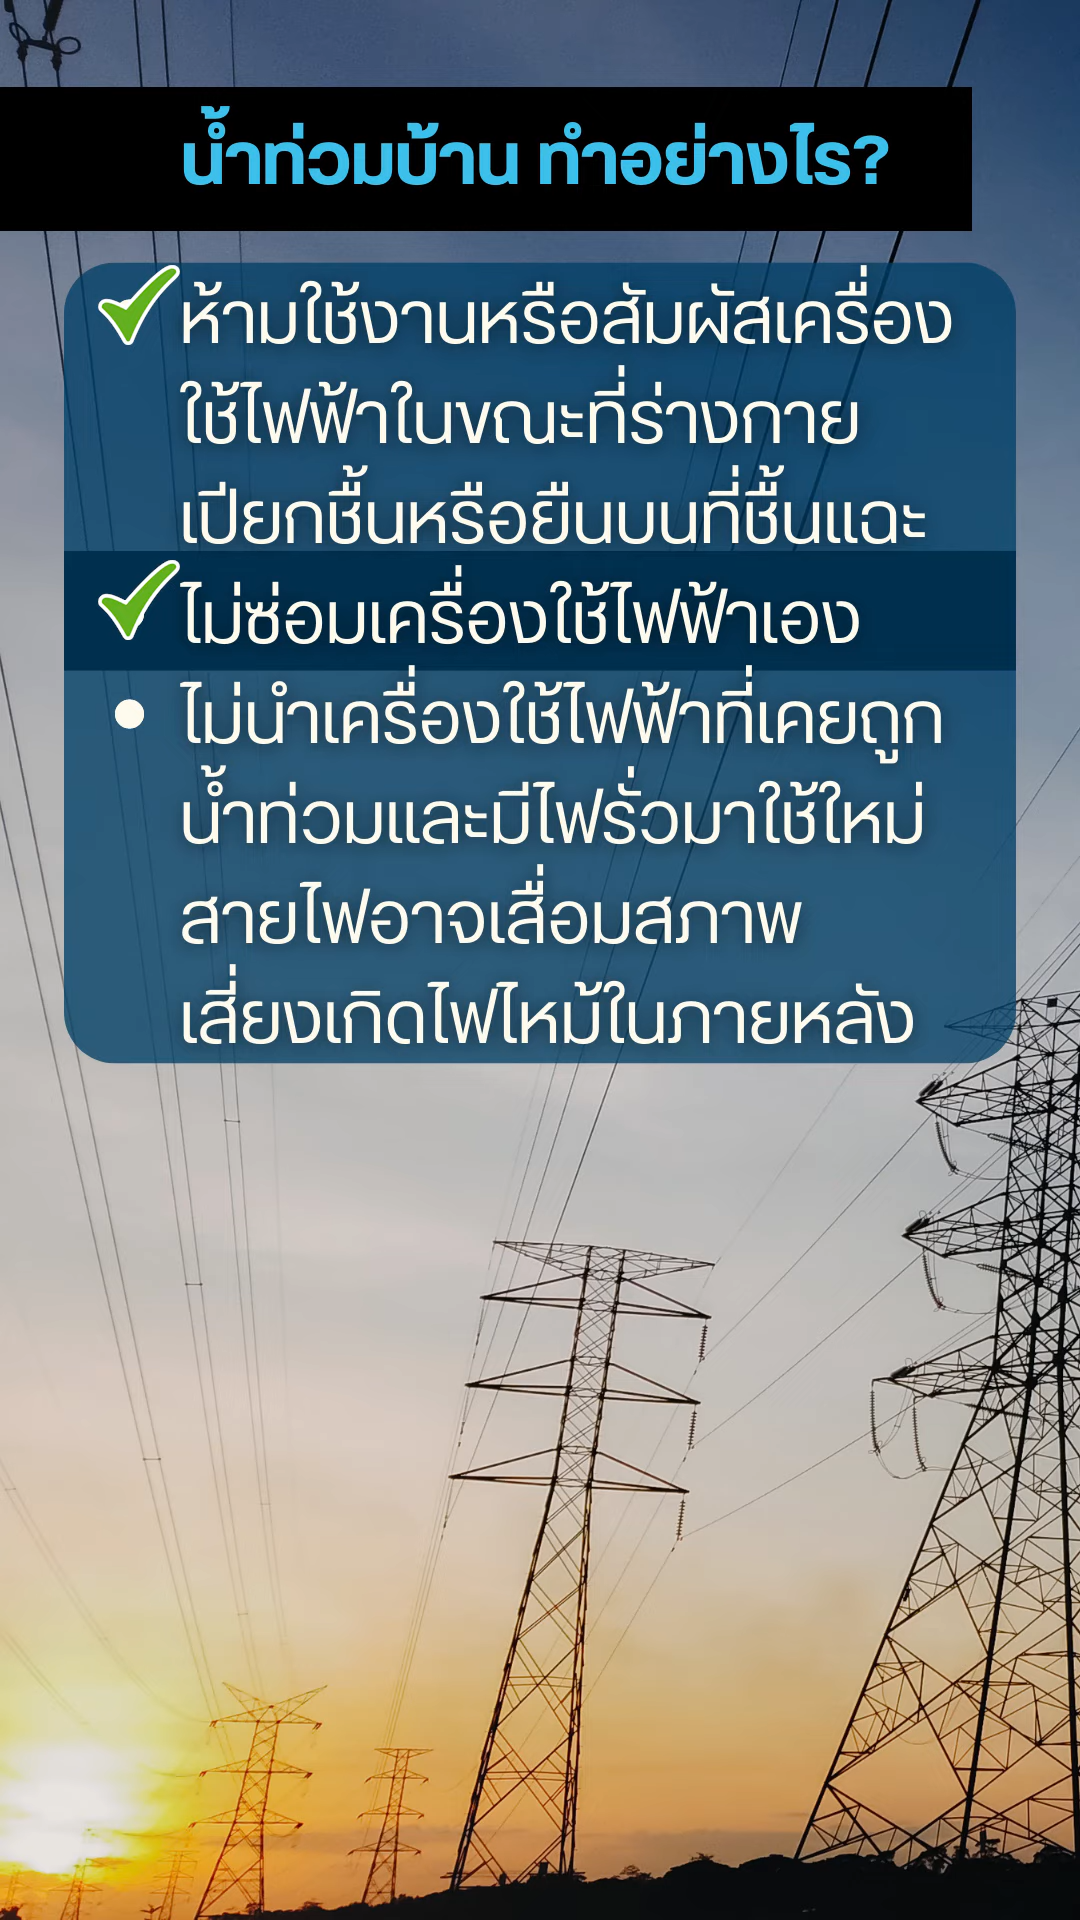 น้ำท่วมบ้าน ทำอย่างไร?
ห้ามใช้งานหรือสัมผัสเครื่อง
ใช้ไฟฟ้าในขณะที่ร่างกาย
เปียกชื้นหรือยืนบนที่ชื้นแฉะ
ไม่ซ่อมเครื่องใช้ไฟฟ้าเอง
ไม่นำเครื่องใช้ไฟฟ้าที่เคยถูก
น้ำท่วมและมีไฟรั่วมาใช้ใหม่
สายไฟอาจเสื่อมสภาพ
เสี่ยงเกิดไฟไหม้ในภายหลัง